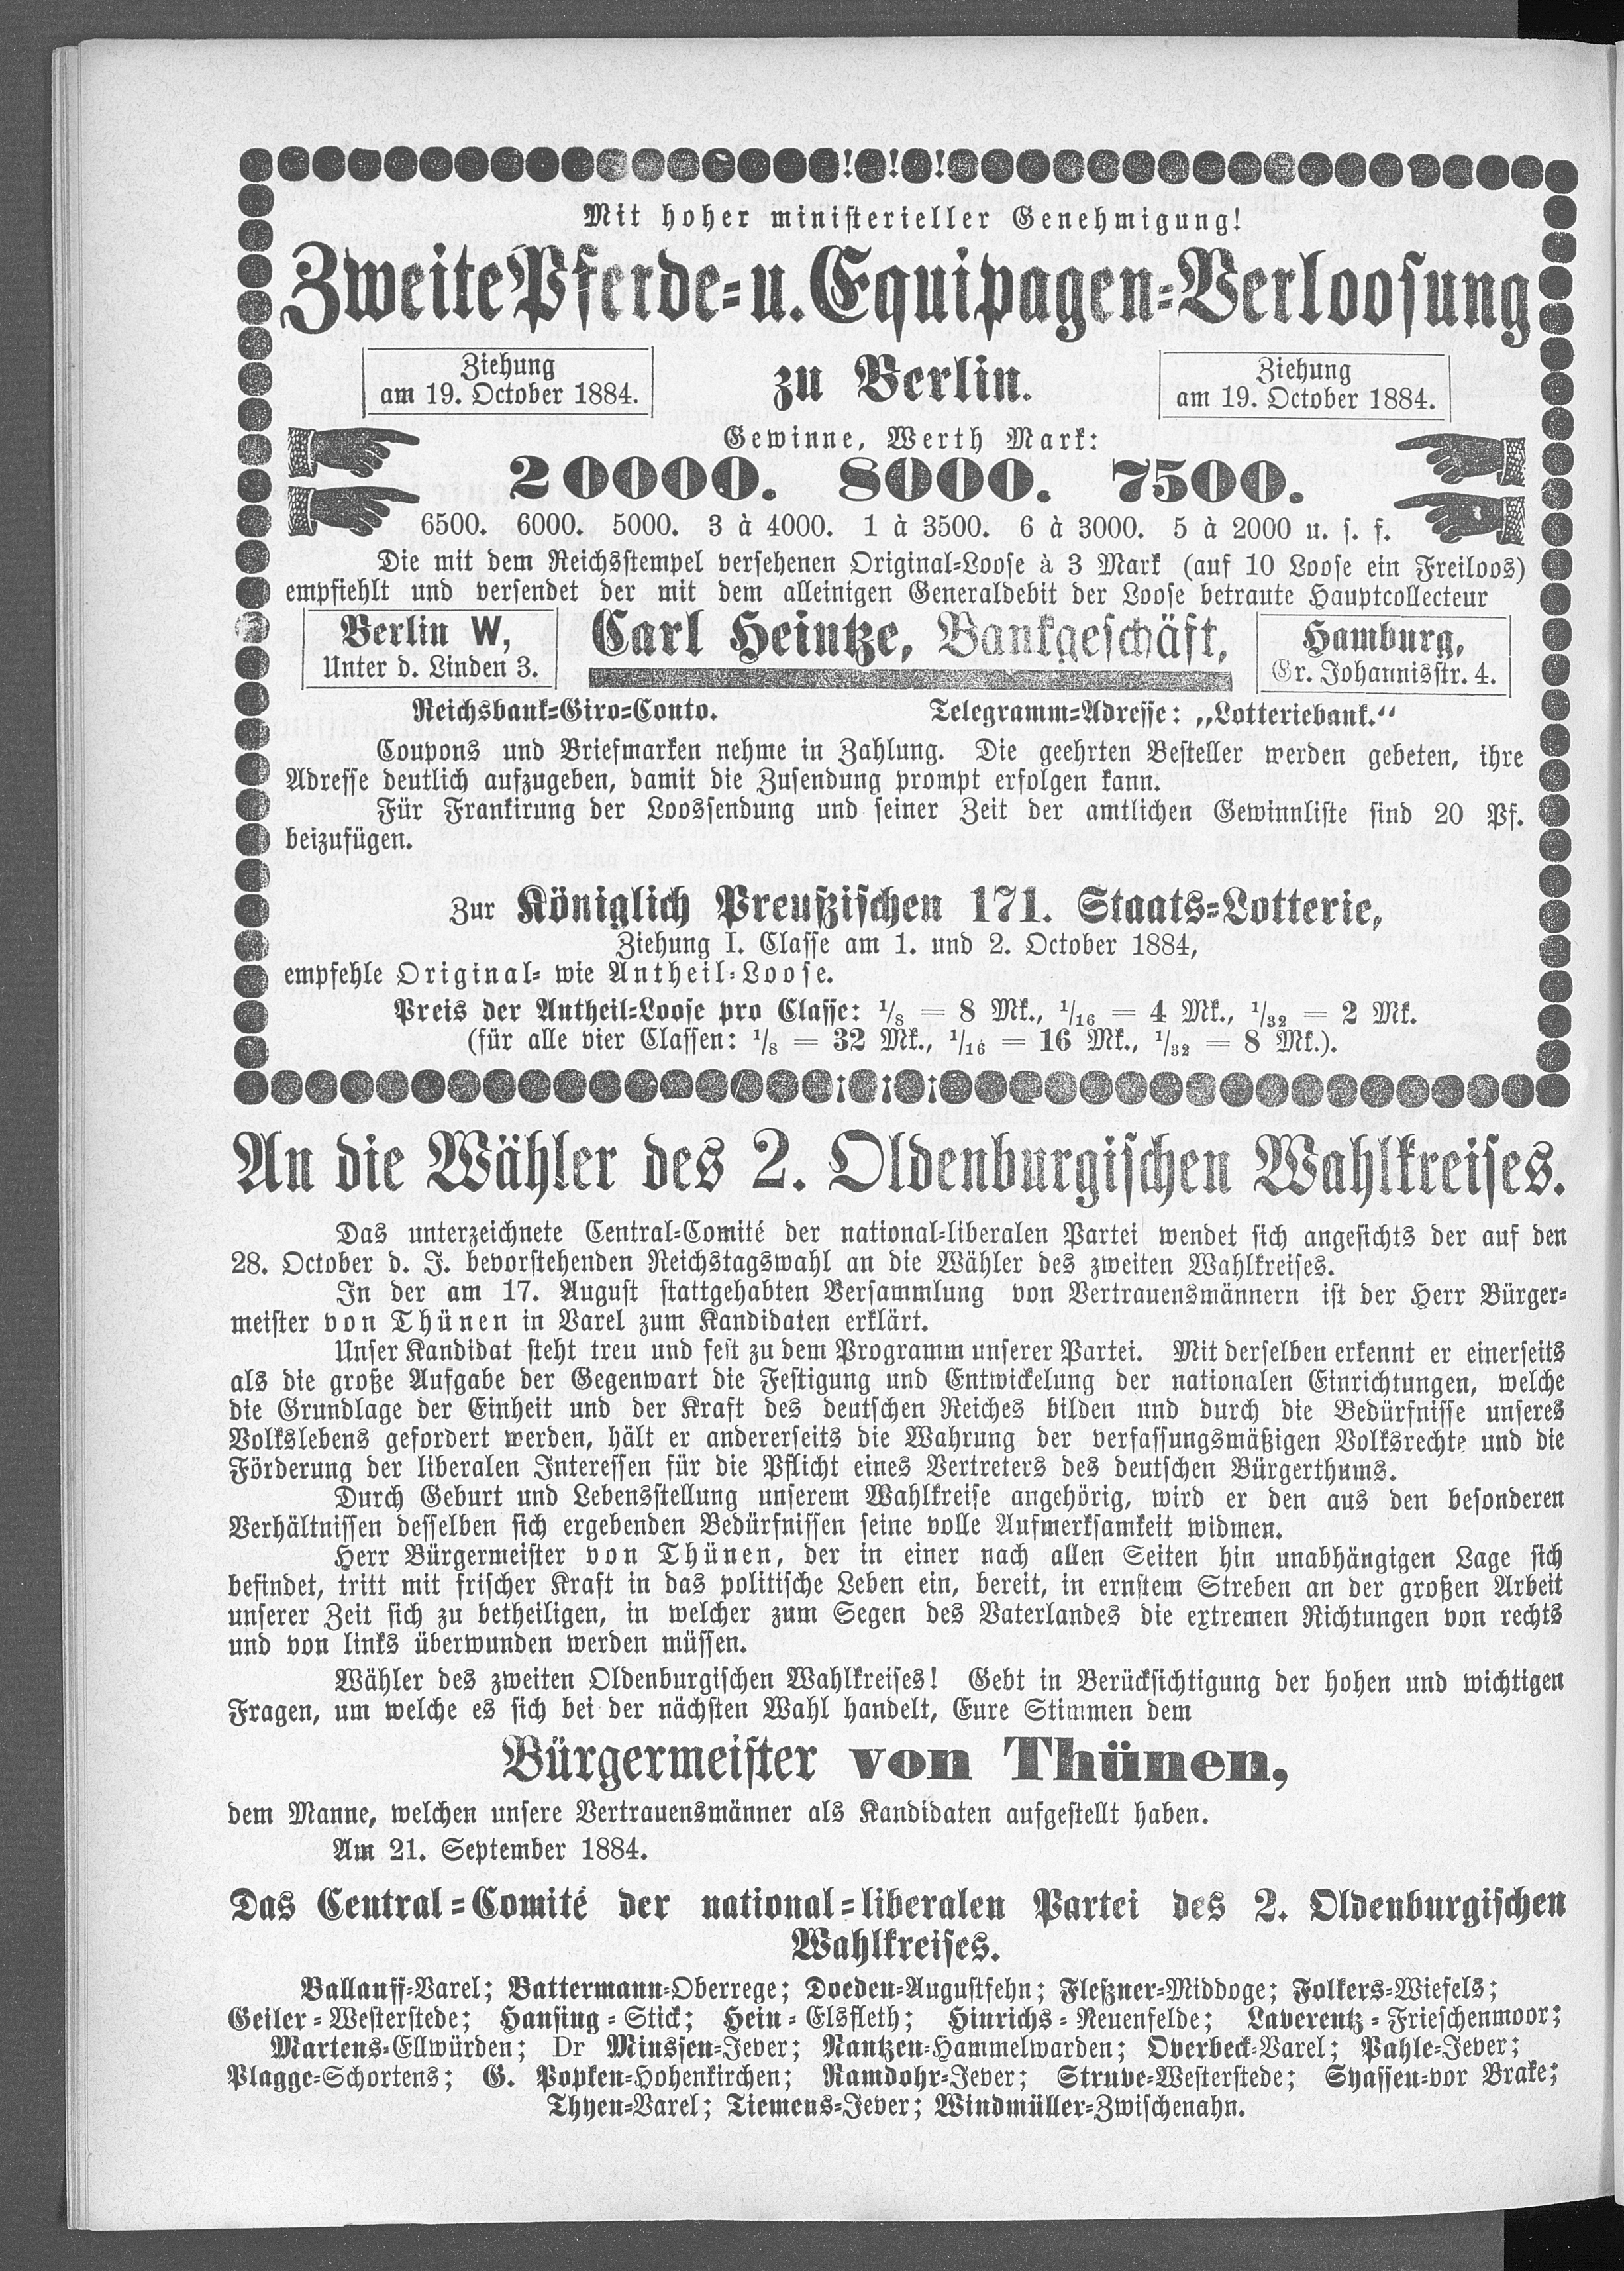 Mit hoher ministerieller Genehmigung!
Zweite Pferde- u. Equipagen-Verloosung
Ziehung
am 19. October 1884.
zu Berlin.
Ziehung
am 19. October 1884.
Gewinne, Werth Mark:
20000. 8000. 7500.
6500. 6000. 5000. 3 à 4000. 1 à 3500. 6 à 3000. 5 à 2000 u. s. f.
Die mit dem Reichsstempel versehenen Original-Loose à 3 Mark (auf 10 Loose ein Freiloos)
empfiehlt und versendet der mit dem alleinigen Generaldebit der Loose betraute Hauptcollecteur
Berlin W,
Unter d. Linden 3.
Carl Heintze, Bankgeschäft,
Hamburg,
Gr. Johannisstr. 4.
Reichsbank-Giro-Conto. Telegramm-Adresse: „Lotteriebank.“
Coupons und Briefmarken nehme in Zahlung. Die geehrten Besteller werden gebeten, ihre
Adresse deutlich aufzugeben, damit die Zusendung prompt erfolgen kann.
Für Frankirung der Loossendung und seiner Zeit der amtlichen Gewinnliste sind 20 Pf.
beizufügen.
Zur Königlich Preußischen 171. Staats-Lotterie,
Ziehung I. Classe am 1. und 2. October 1884,
empfehle Original- wie Antheil-Loose.
Preis der Antheil-Loose pro Classe: 1/8 = 8 Mk., 1/16 = 4 Mk., 1/32 = 2 Mk.
(für alle vier Classen: 1/8 = 32 Mk., 1/16 = 16 Mk., 1/32 = 8 Mk.).
An die Wähler des 2. Oldenburgischen Wahlkreises.
Das unterzeichnete Central-Comité der national-liberalen Partei wendet sich angesichts der auf den
28. October d. J. bevorstehenden Reichstagswahl an die Wähler des zweiten Wahlkreises.
In der am 17. August stattgehabten Versammlung von Vertrauensmännern ist der Herr Bürger-
meister von Thünen in Varel zum Kandidaten erklärt.
Unser Kandidat steht treu und fest zu dem Programm unserer Partei. Mit derselben erkennt er einerseits
als die große Aufgabe der Gegenwart die Festigung und Entwickelung der nationalen Einrichtungen, welche
die Grundlage der Einheit und der Kraft des deutschen Reiches bilden und durch die Bedürfnisse unseres
Volkslebens gefordert werden, hält er andererseits die Wahrung der verfassungsmäßigen Volksrechte und die
Förderung der liberalen Interessen für die Pflicht eines Vertreters des deutschen Bürgerthums.
Durch Geburt und Lebensstellung unserem Wahlkreise angehörig, wird er den aus den besonderen
Verhältnissen desselben sich ergebenden Bedürfnissen seine volle Aufmerksamkeit widmen.
Herr Bürgermeister von Thünen, der in einer nach allen Seiten hin unabhängigen Lage sich
befindet, tritt mit frischer Kraft in das politische Leben ein, bereit, in ernstem Streben an der großen Arbeit
unserer Zeit sich zu betheiligen, in welcher zum Segen des Vaterlandes die extremen Richtungen von rechts
und von links überwunden werden müssen.
Wähler des zweiten Oldenburgischen Wahlkreises! Gebt in Berücksichtigung der hohen und wichtigen
Fragen, um welche es sich bei der nächsten Wahl handelt, Eure Stimmen dem
Bürgermeister von Thünen,
dem Manne, welchen unsere Vertrauensmänner als Kandidaten aufgestellt haben.
Am 21. September 1884.
Das Central-Comité der national-liberalen Partei des 2. Oldenburgischen
Wahlkreises.
Ballauff-Varel; Battermann-Oberrege; Doeden-Augustfehn; Fleßner-Middoge; Folkers-Wiefels;
Geiler-Westerstede; Hansing-Stick; Hein-Elsfleth; Hinrichs-Neuenfelde; Laverentz-Frieschenmoor;
Martens-Ellwürden; Dr Minssen-Jever; Nantzen-Hammelwarden; Overbeck-Varel; Pahle-Jever;
Plagge-Schortens; G. Popken-Hohenkirchen; Ramdohr-Jever; Struve-Westerstede; Syassen-vor Brake;
Thyen-Varel; Tiemens-Jever; Windmüller-Zwischenahn.